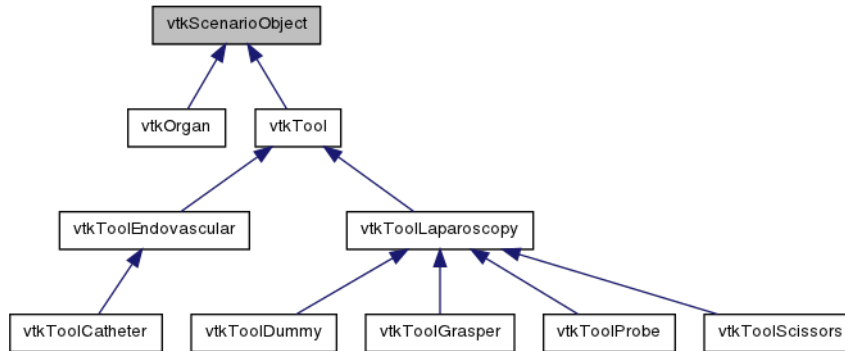 vtkScenarioObject
vtkOrgan
vtkTool
vtkToolEndovascular
vtkToolLaparoscopy
vtkToolCatheter
vtkToolDummy
vtkToolGrasper
vtkToolProbe
vtkToolScissors